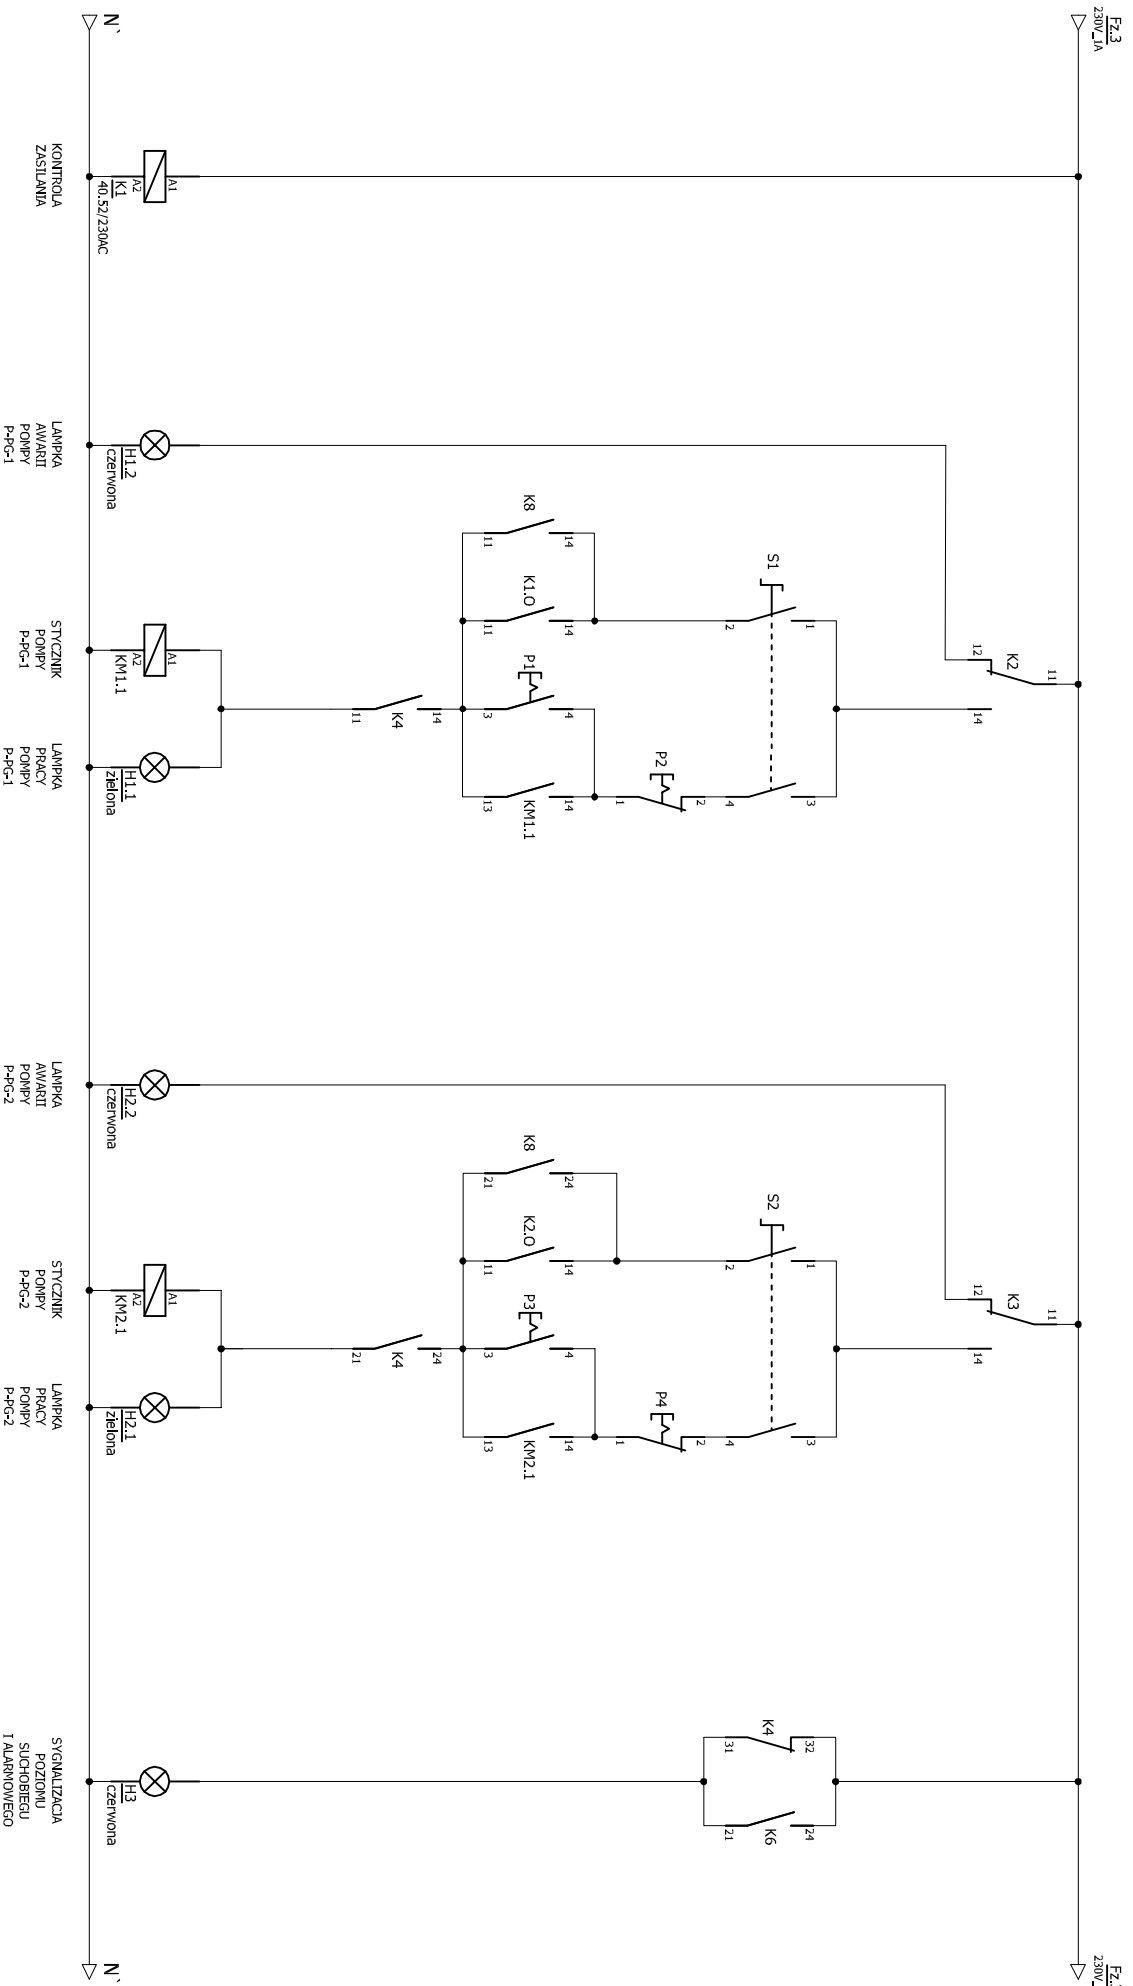 Fz.3
230V_1A
Fz.
230V_
K2
11
12
14
K3
11
12
14
S1
1
2
3
4
P2
2
1
S2
1
2
3
4
P4
2
1
K4
32
31
K6
24
21
K8
14
11
K1.O
14
11
P1
4
3
KM1.1
14
13
K8
24
21
K2.O
14
11
P3
4
3
KM2.1
14
13
K4
14
11
K4
24
21
A1
A2
K1
40.52/230AC
H1.2
czerwona
A1
A2
KM1.1
H1.1
zielona
H2.2
czerwona
A1
A2
KM2.1
H2.1
zielona
H3
czerwona
N`
N`
KONTROLA
ZASILANIA
LAMPKA
AWARII
POMPY
P-PG-1
STYCZNIK
POMPY
P-PG-1
LAMPKA
PRACY
POMPY
P-PG-1
LAMPKA
AWARII
POMPY
P-PG-2
STYCZNIK
POMPY
P-PG-2
LAMPKA
PRACY
POMPY
P-PG-2
SYGNALIZACJA
POZIOMU
SUCHOBIEGU
I ALARMOWEGO